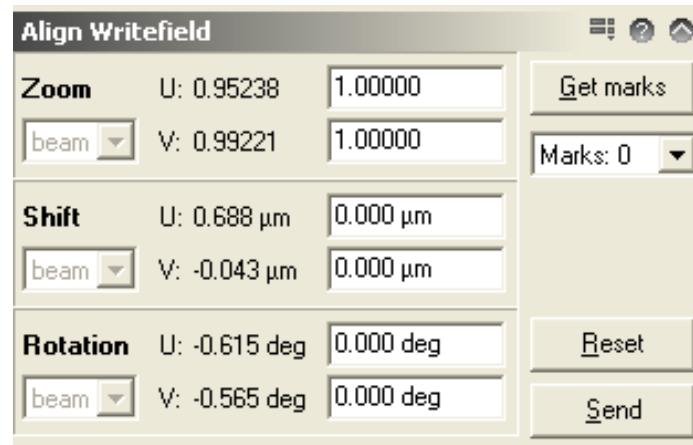 Align Writefield
Zoom U: 0.95238 1.00000 Get marks
beam V: 0.99221 1.00000 Marks: 0
Shift U: 0.688 µm 0.000 µm
beam V: -0.043 µm 0.000 µm
Rotation U: -0.615 deg 0.000 deg Reset
beam V: -0.565 deg 0.000 deg Send